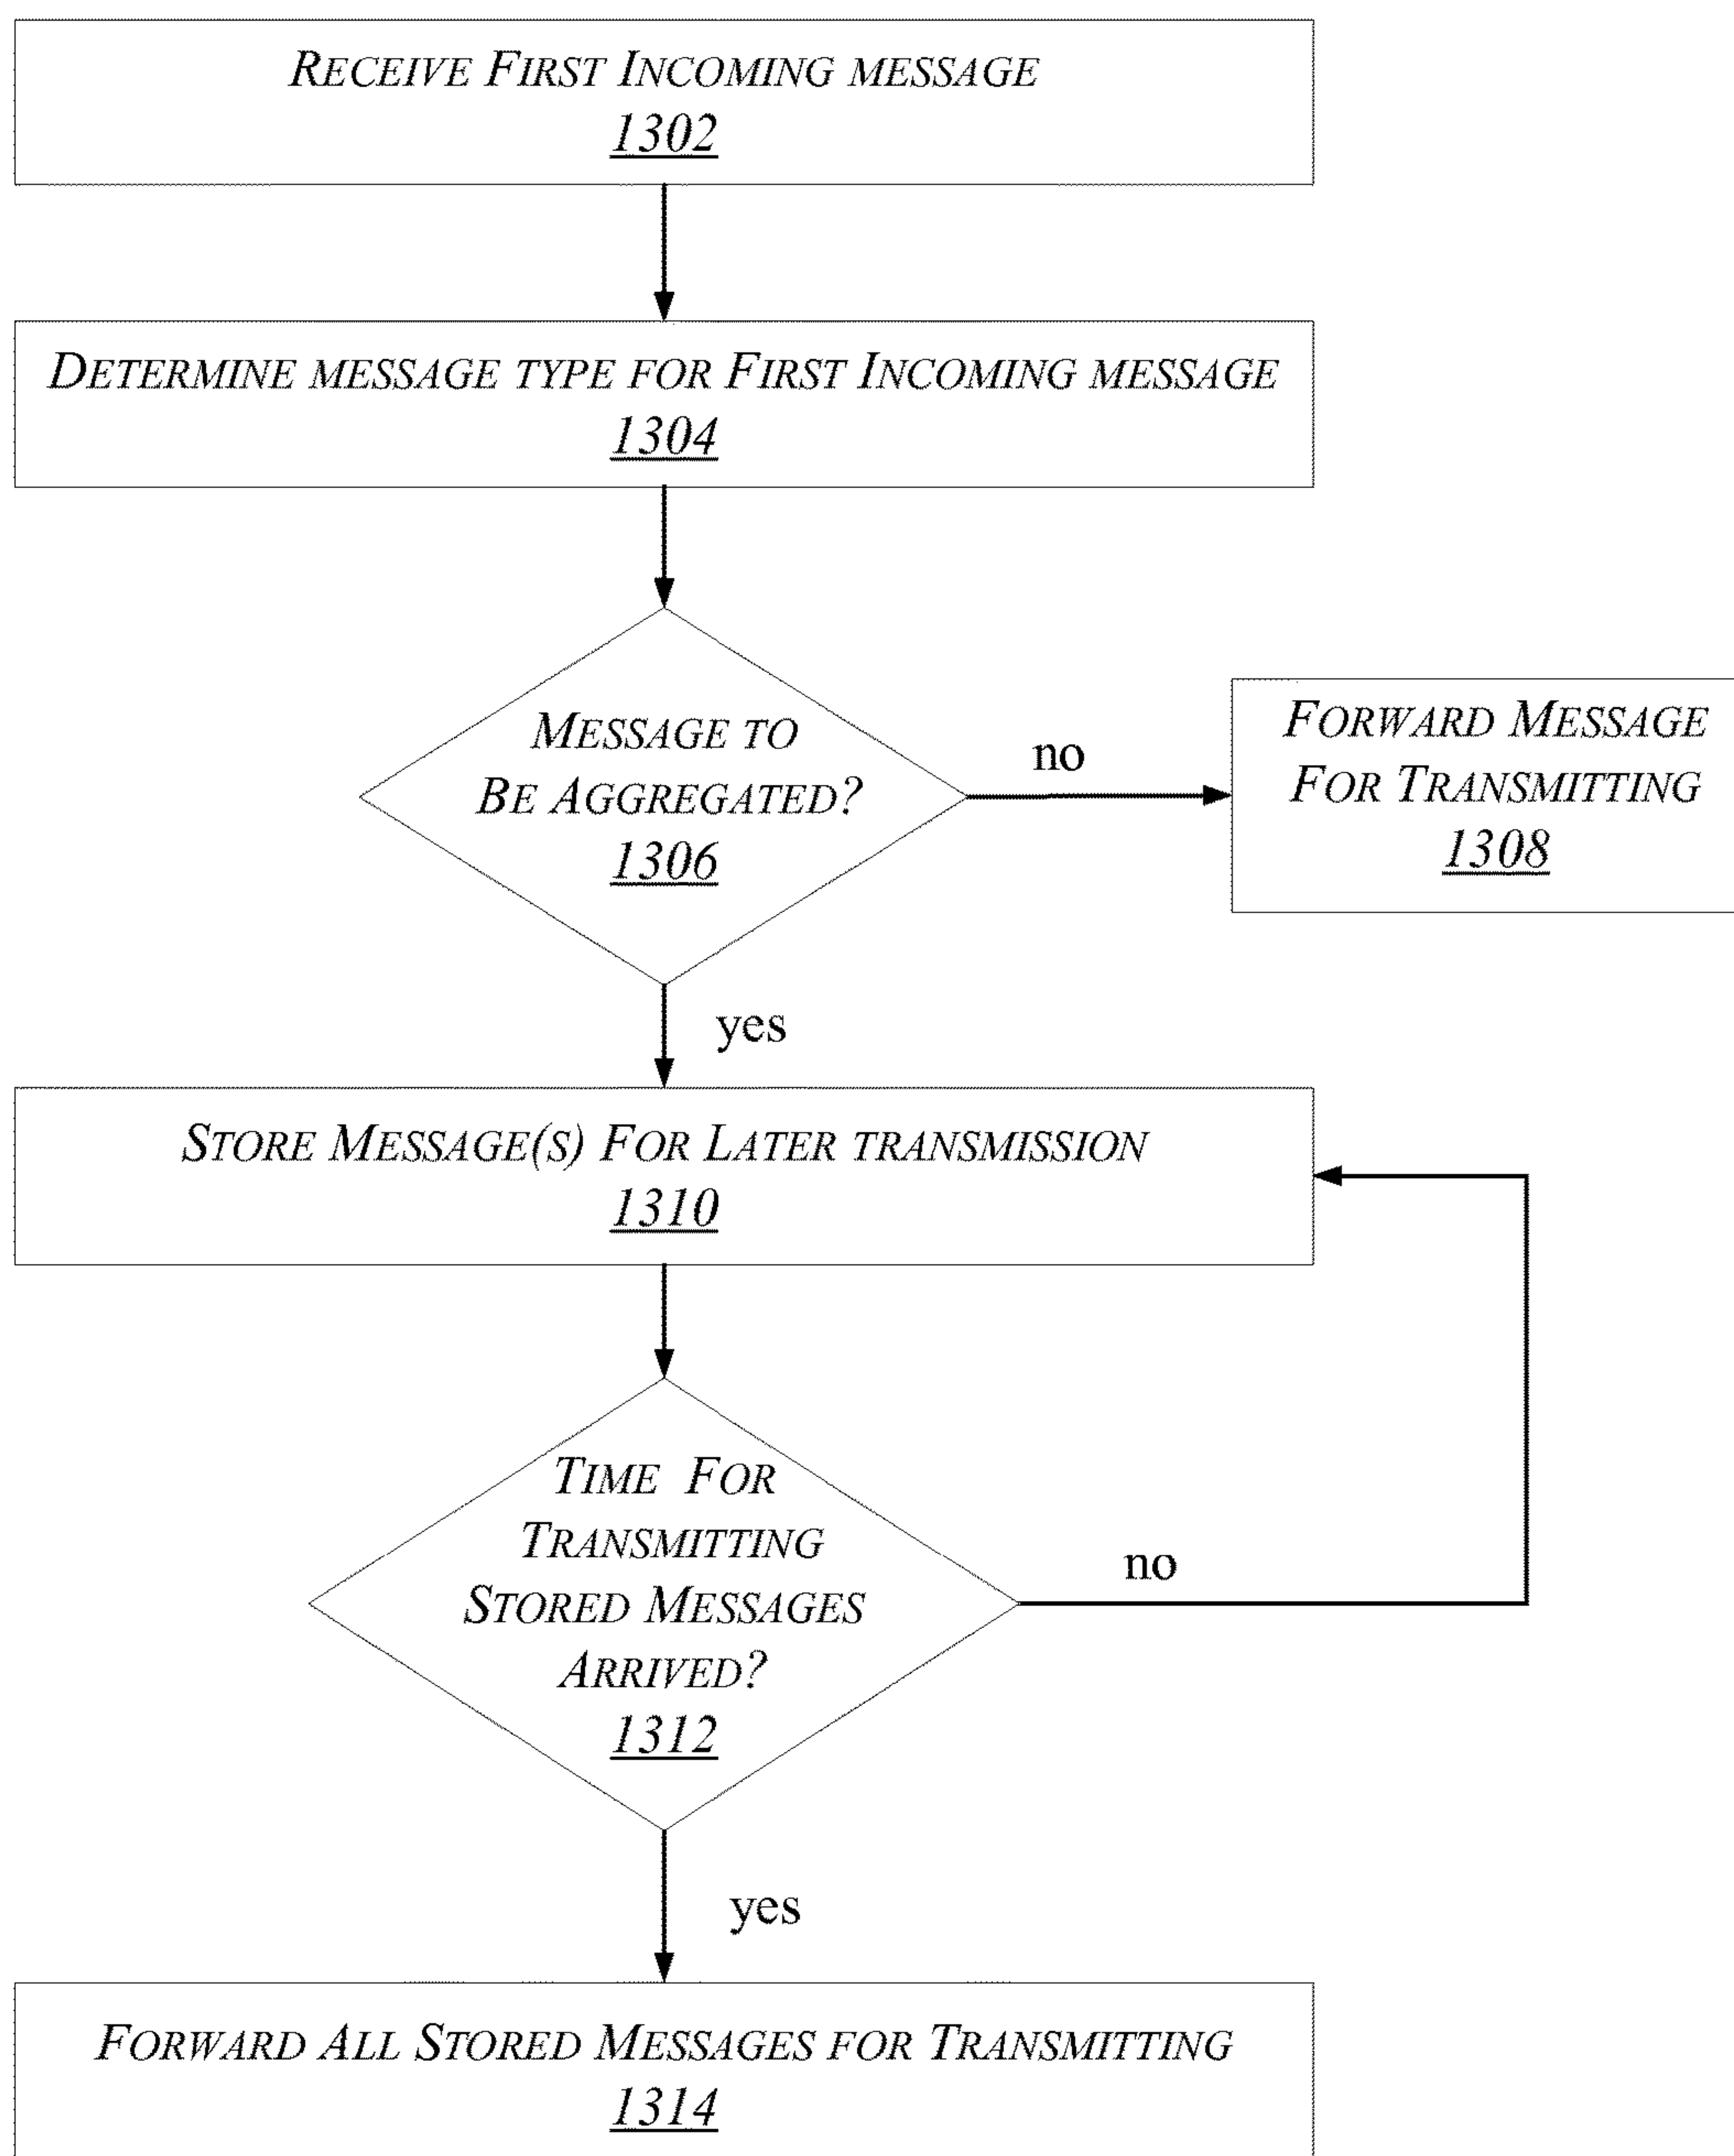 RECEIVE FIRST INCOMING MESSAGE
1302
DETERMINE MESSAGE TYPE FOR FIRST INCOMING MESSAGE
1304
MESSAGE TO
BE AGGREGATED?
1306
no
FORWARD MESSAGE
FOR TRANSMITTING
1308
yes
STORE MESSAGE(S) FOR LATER TRANSMISSION
1310
TIME FOR
TRANSMITTING
STORED MESSAGES
ARRIVED?
1312
no
yes
FORWARD ALL STORED MESSAGES FOR TRANSMITTING
1314